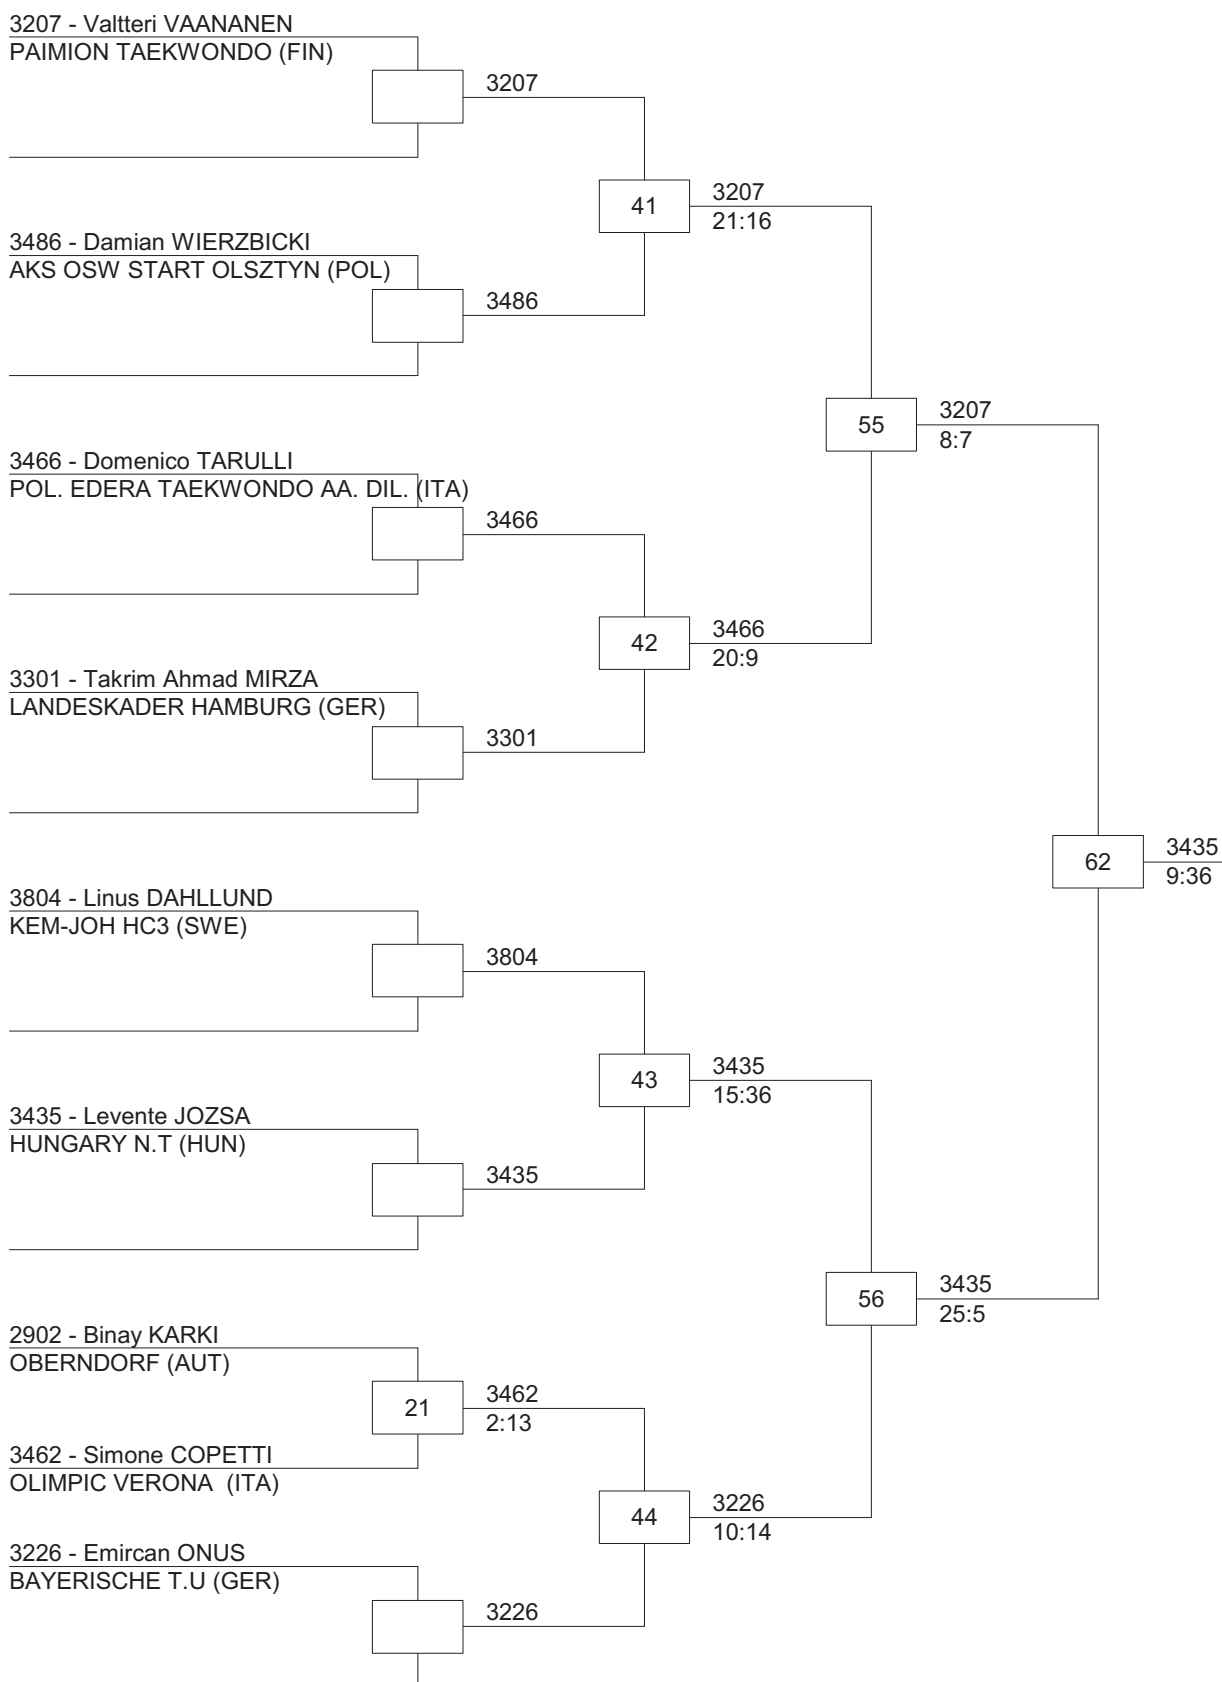 3207 - Valtteri VAANANEN
PAIMION TAEKWONDO (FIN)
3207
41
3207
21:16
3486 - Damian WIERZBICKI
AKS OSW START OLSZTYN (POL)
3486
55
3207
8:7
3466 - Domenico TARULLI
POL. EDERA TAEKWONDO AA. DIL. (ITA)
3466
42
3466
20:9
3301 - Takrim Ahmad MIRZA
LANDESKADER HAMBURG (GER)
3301
62
3435
9:36
3804 - Linus DAHLLUND
KEM-JOH HC3 (SWE)
3804
43
3435
15:36
3435 - Levente JOZSA
HUNGARY N.T (HUN)
3435
56
3435
25:5
2902 - Binay KARKI
OBERNDORF (AUT)
21
3462
2:13
3462 - Simone COPETTI
OLIMPIC VERONA  (ITA)
44
3226
10:14
3226 - Emircan ONUS
BAYERISCHE T.U (GER)
3226